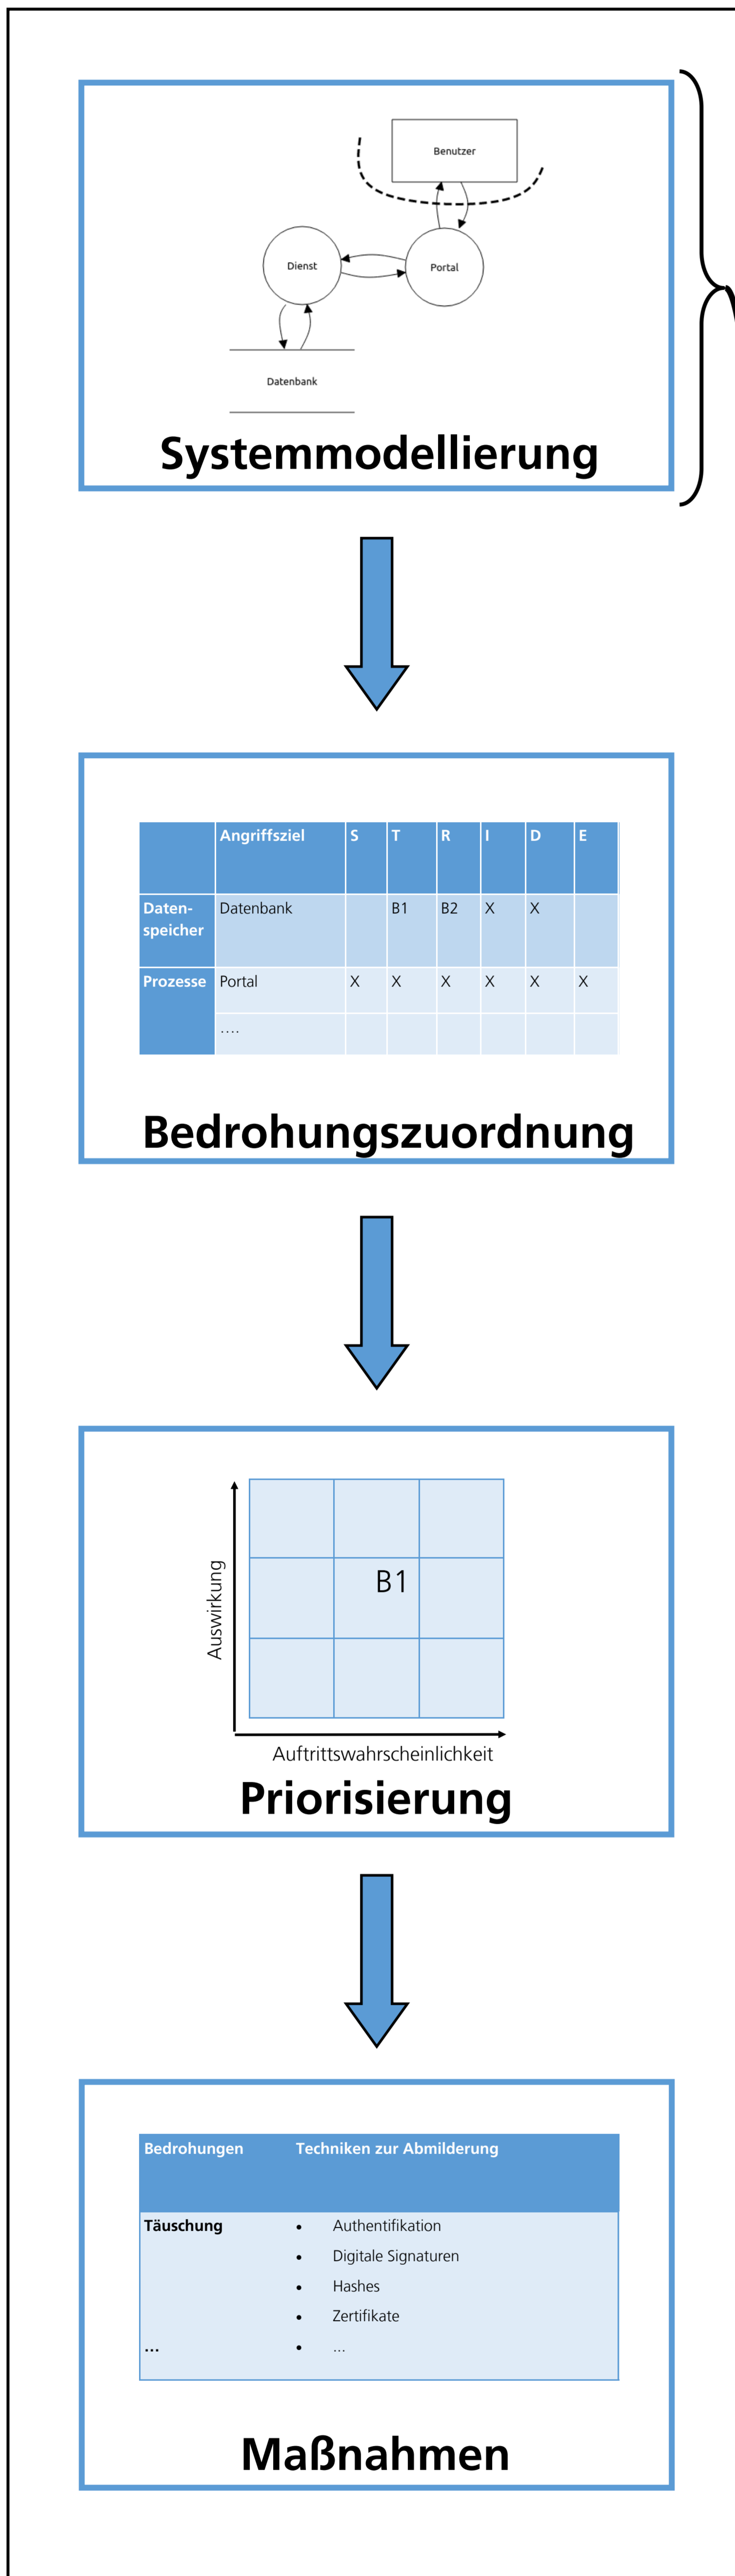 Benutzer
Dienst
Portal
Datenbank
Systemmodellierung
Angriffsziel S T R I D E
Daten-
speicher
Datenbank B1 B2 X X
Prozesse Portal X X X X X X
....
Bedrohungszuordnung
Auswirkung
B1
Auftrittswahrscheinlichkeit
Priorisierung
Bedrohungen Techniken zur Abmilderung
Täuschung • Authentifikation
• Digitale Signaturen
• Hashes
• Zertifikate
... • ...
Maßnahmen